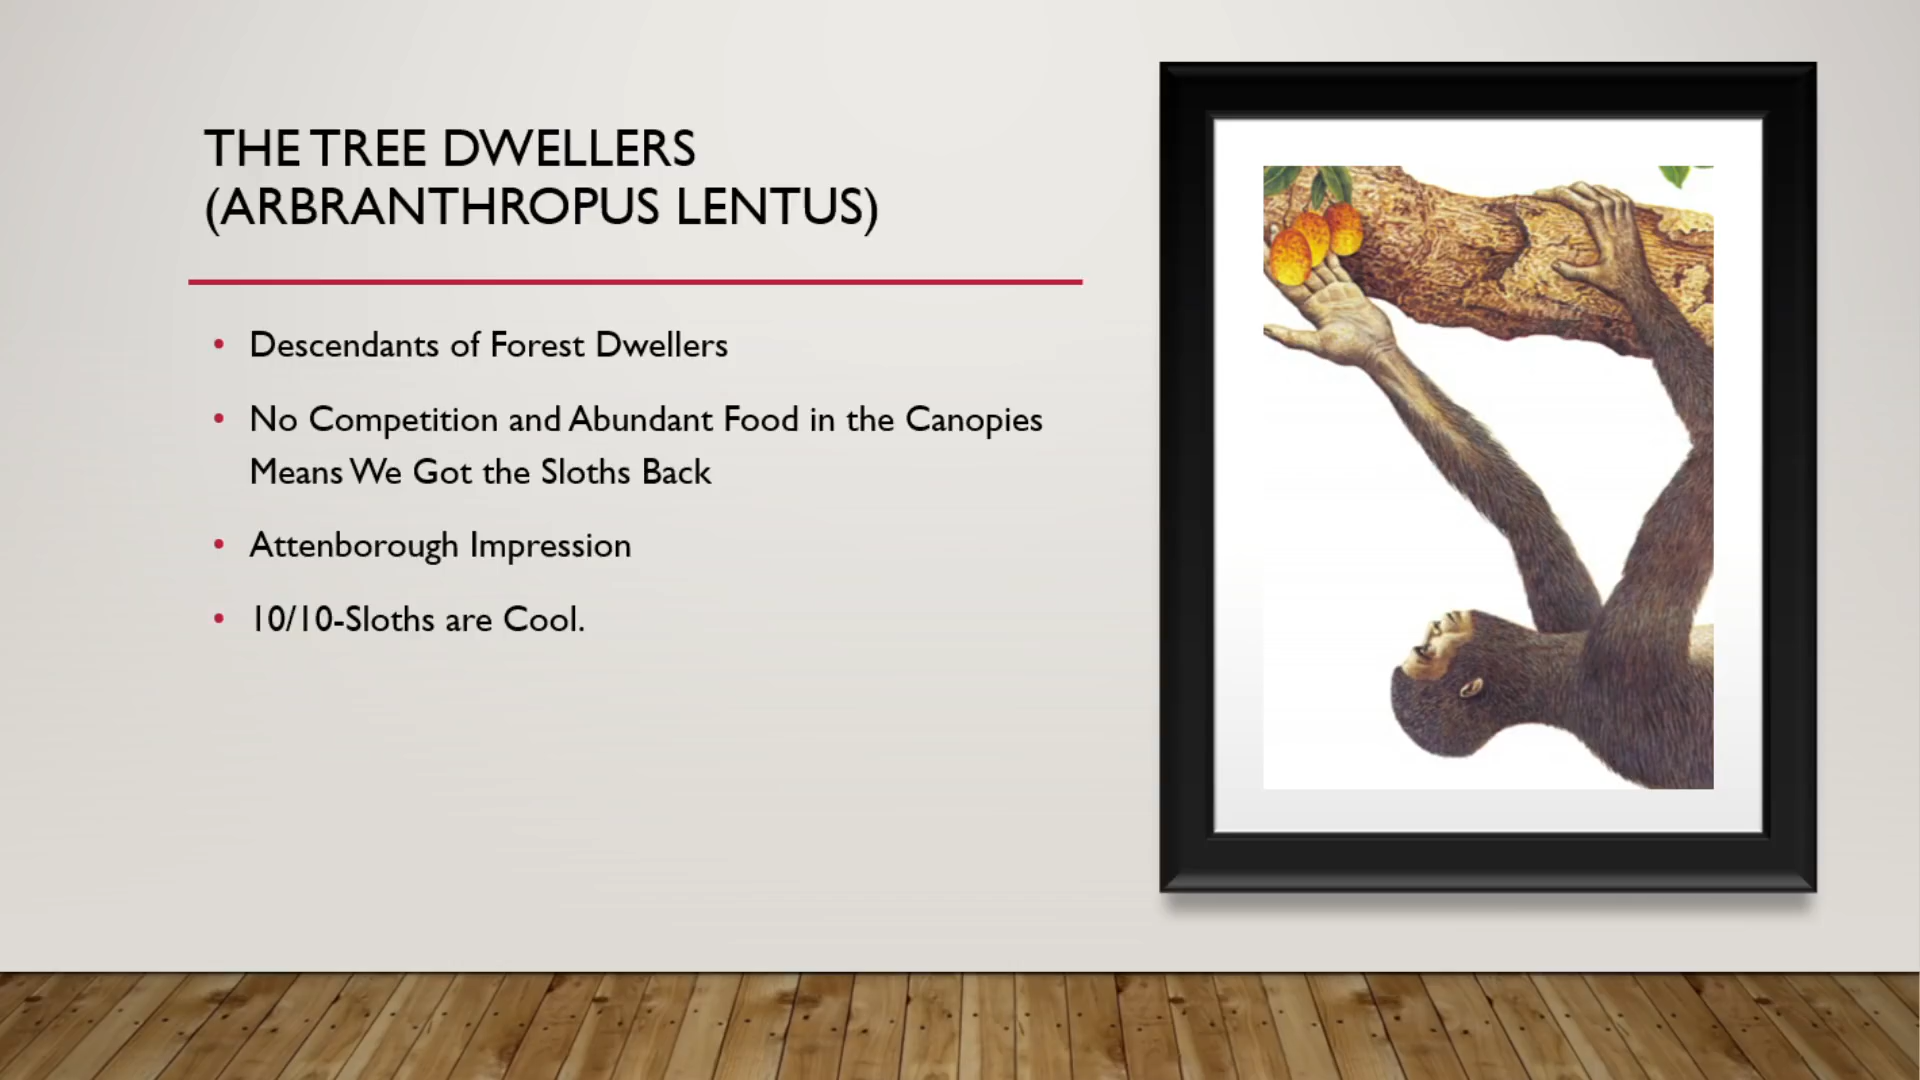 THE TREE DWELLERS
(ARBRANTHROPUS LENTUS)
• Descendants of Forest Dwellers
• No Competition and Abundant Food in the Canopies
Means We Got the Sloths Back
• Attenborough Impression
• 10/10-Sloths are Cool.